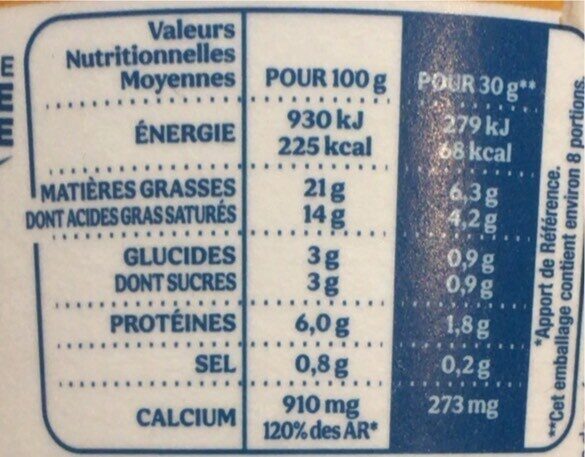 Valeurs
Nutritionnelles
Moyennes POUR 100 g POUR 30 g**
ÉNERGIE 930 kJ 279 kJ
225 kcal 68 kcal
MATIÈRES GRASSES 21 g 6,3 g
DONT ACIDES GRAS SATURÉS 14 g 4,2 g
GLUCIDES 3 g 0,9 g
DONT SUCRES 3 g 0,9 g
PROTÉINES 6,0 g 1,8 g
SEL 0,8 g 0,2 g
CALCIUM 910 mg 273 mg
120% des AR*
*Apport de Référence.
**Cet emballage contient environ 8 portions.